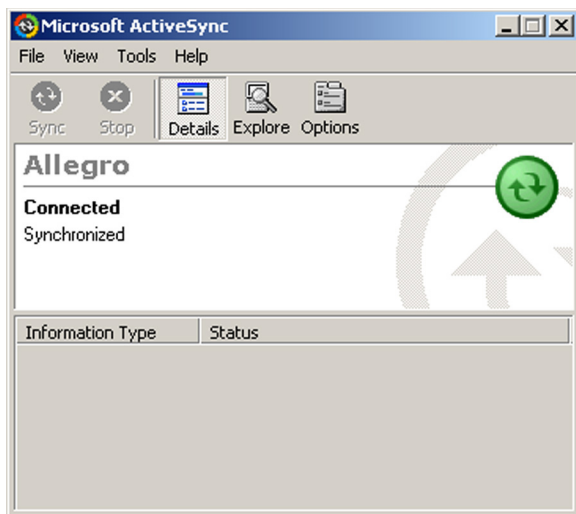 Microsoft ActiveSync
File View Tools Help
Sync Stop Details Explore Options
Allegro
Connected
Synchronized
Information Type Status